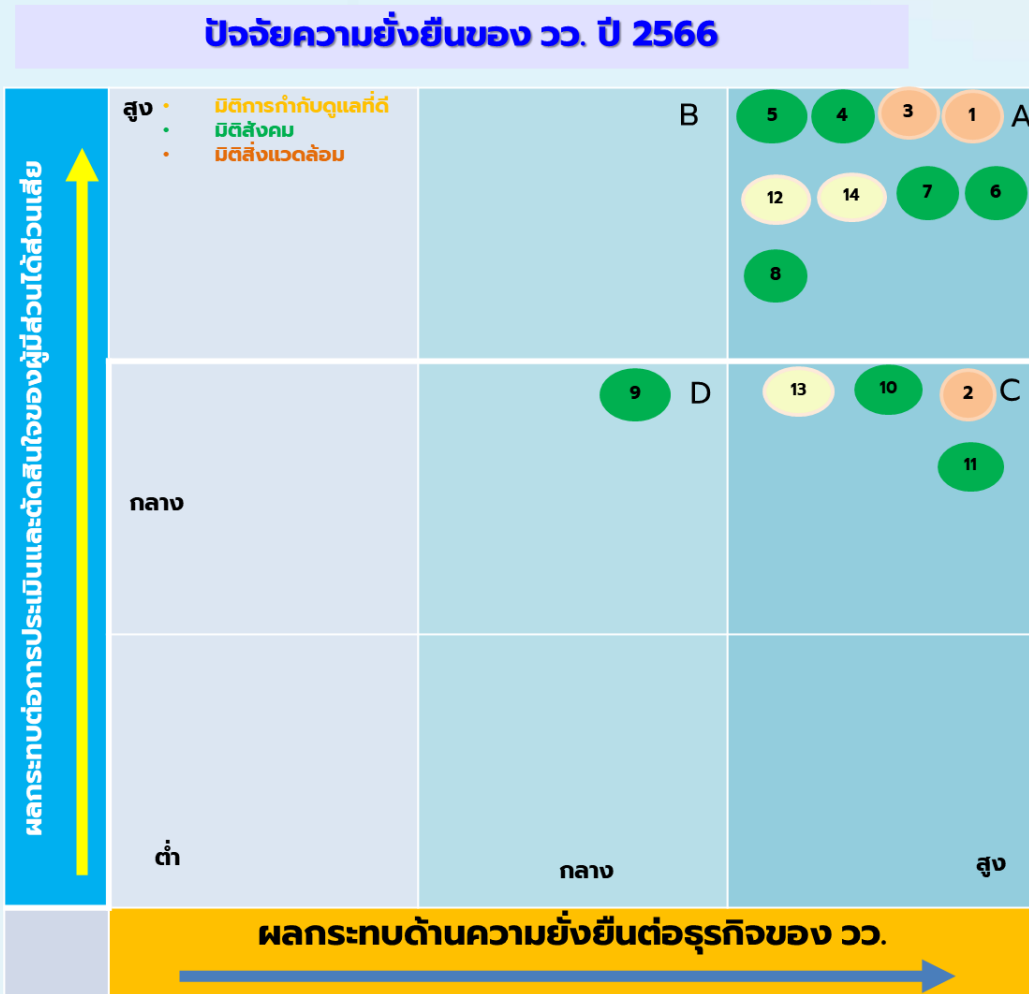 ปัจจัยความยั่งยืนของ วว. ปี 2566
ผลกระทบต่อการประเมินและตัดสินใจของผู้มีส่วนได้ส่วนเสีย
สูง
• มิติการกำกับดูแลที่ดี
• มิติสังคม
• มิติสิ่งแวดล้อม
B
5 4 3 1 A
12 14 7 6
8
9 D
13 10 2 C
11
กลาง
ต่ำ
กลาง
สูง
ผลกระทบด้านความยั่งยืนต่อธุรกิจของ วว.